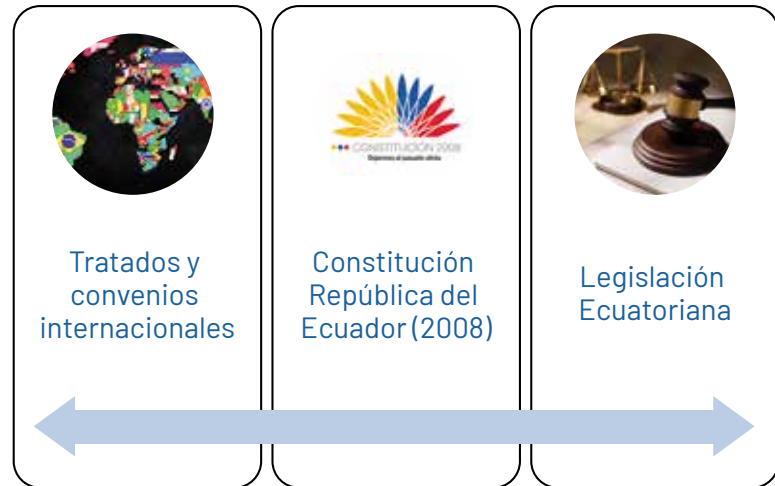 CONSTITUCIÓN 2008
Tratados y
convenios
internacionales
Constitución
República del
Ecuador (2008)
Legislación
Ecuatoriana